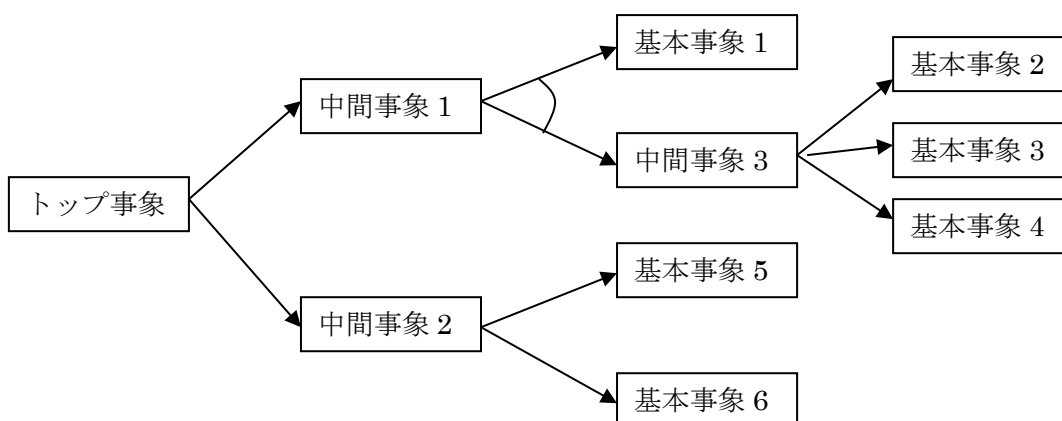 基本事象 1
基本事象 2
中間事象 1
基本事象 3
中間事象 3
トップ事象
基本事象 4
基本事象 5
中間事象 2
基本事象 6